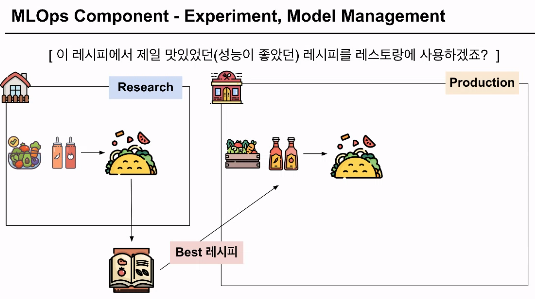 MLOps Component - Experiment, Model Management
[ 이 레시피에서 제일 맛있었던(성능이 좋았던) 레시피를 레스토랑에 사용하겠죠? ]
Research
Production
Best 레시피